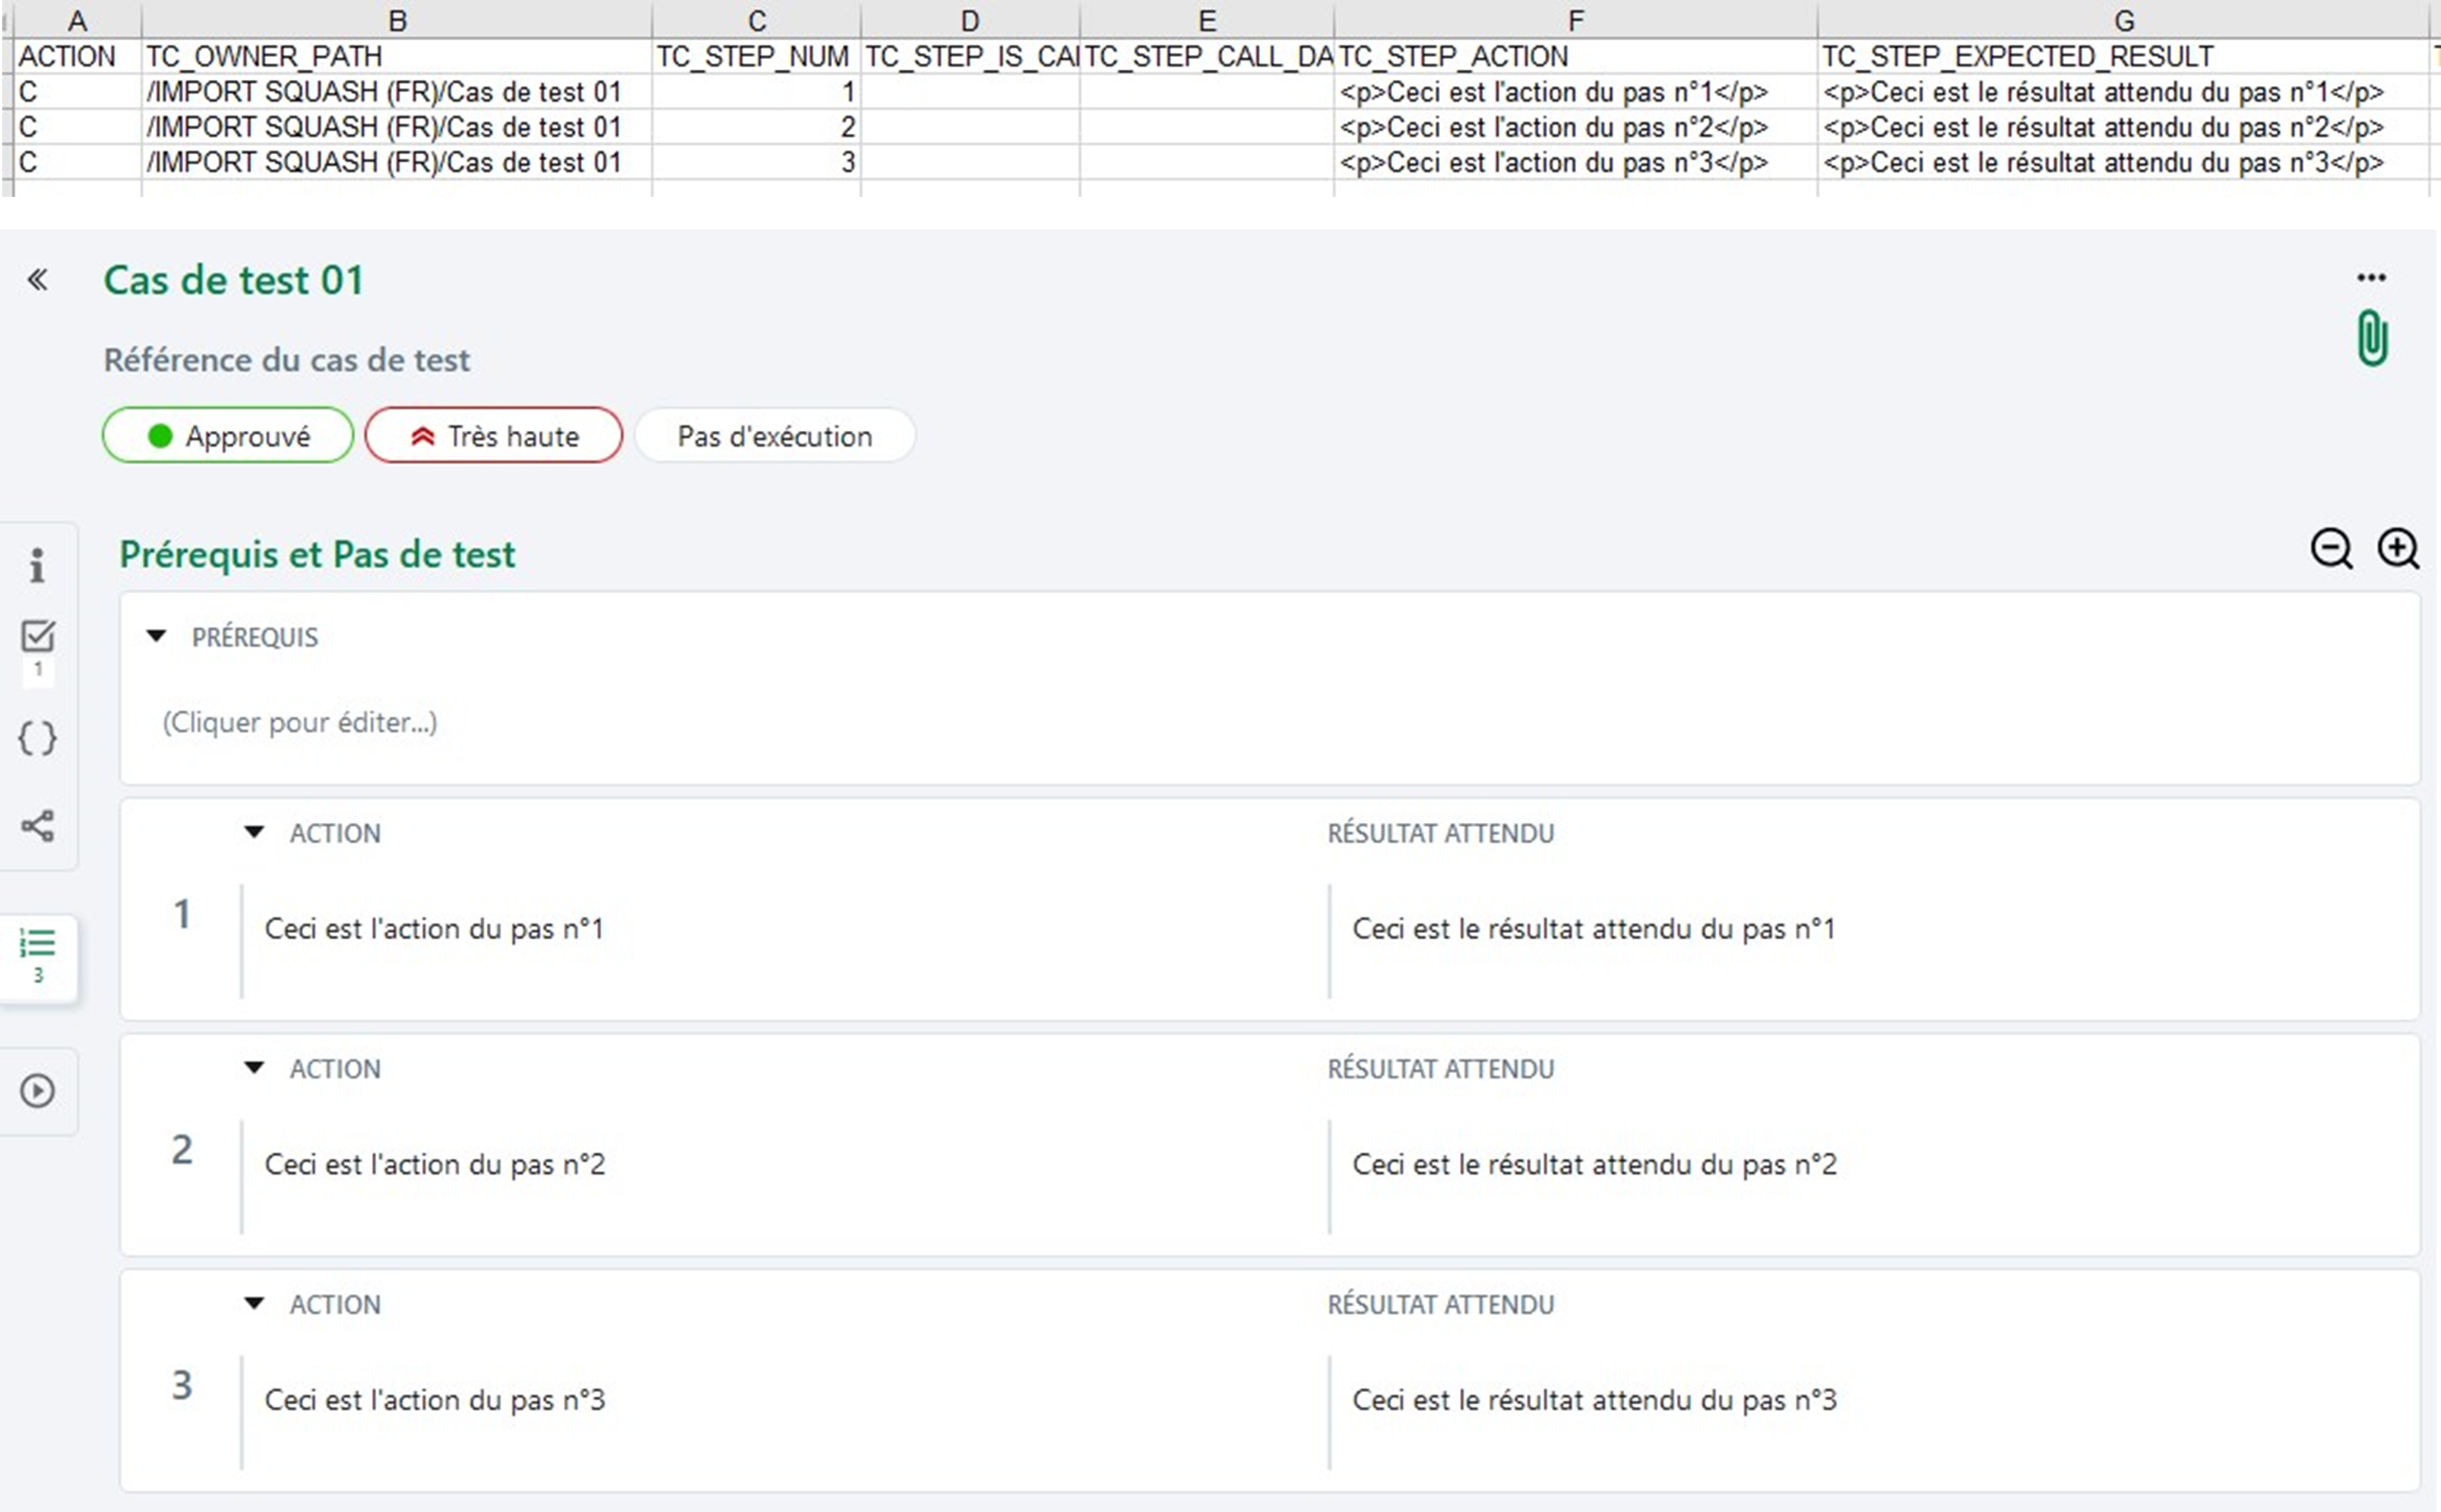 A B C D E F G
ACTION TC_OWNER_PATH TC_STEP_NUM TC_STEP_IS_CA TC_STEP_CALL_DA TC_STEP_ACTION TC_STEP_EXPECTED_RESULT
C /IMPORT SQUASH (FR)/Cas de test 01 1 <p>Ceci est l'action du pas n°1</p> <p>Ceci est le résultat attendu du pas n°1</p>
C /IMPORT SQUASH (FR)/Cas de test 01 2 <p>Ceci est l'action du pas n°2</p> <p>Ceci est le résultat attendu du pas n°2</p>
C /IMPORT SQUASH (FR)/Cas de test 01 3 <p>Ceci est l'action du pas n°3</p> <p>Ceci est le résultat attendu du pas n°3</p>
Cas de test 01
Référence du cas de test
Approuvé Très haute Pas d'exécution
Prérequis et Pas de test
PRÉREQUIS
1
(Cliquer pour éditer...)
ACTION RÉSULTAT ATTENDU
1 Ceci est l'action du pas n°1 Ceci est le résultat attendu du pas n°1
3
ACTION RÉSULTAT ATTENDU
2 Ceci est l'action du pas n°2 Ceci est le résultat attendu du pas n°2
ACTION RÉSULTAT ATTENDU
3 Ceci est l'action du pas n°3 Ceci est le résultat attendu du pas n°3